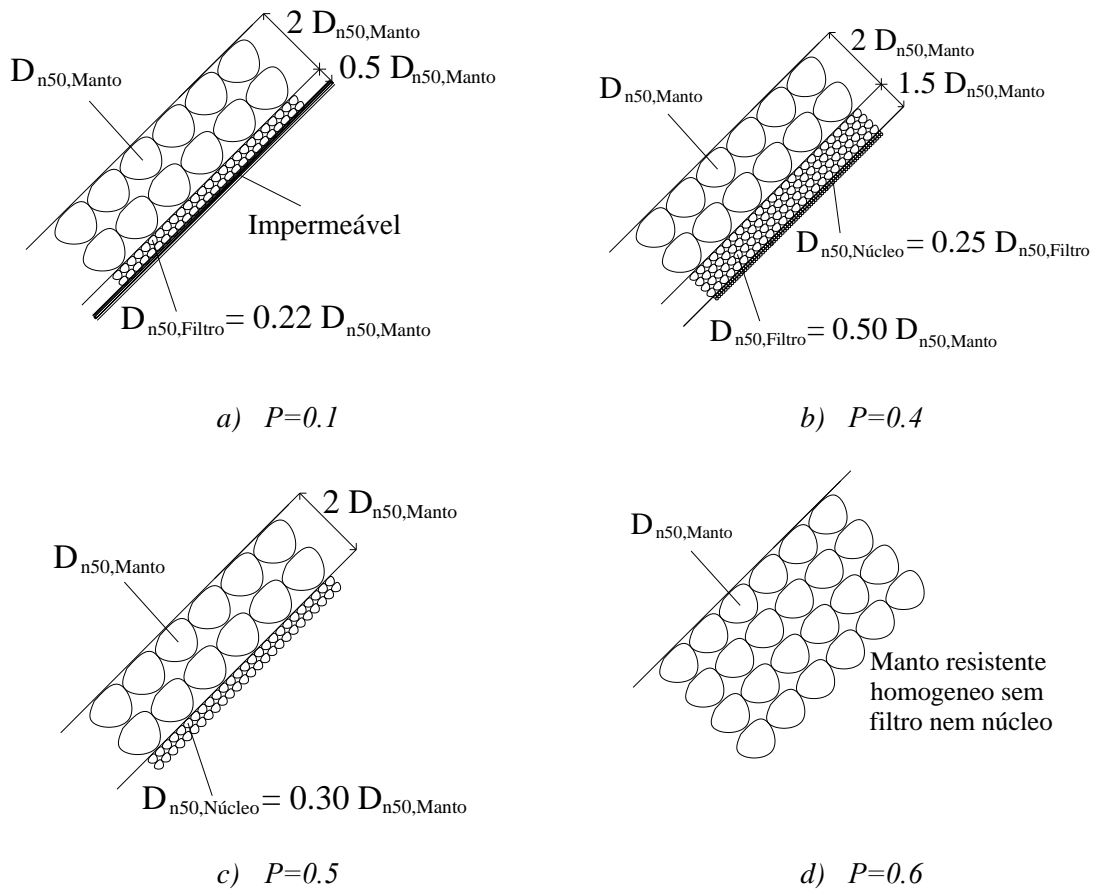 2 Dn50,Manto
Dn50,Manto
0.5 Dn50,Manto
Impermeável
Dn50,Filtro= 0.22 Dn50,Manto
a) P=0.1
2 Dn50,Manto
Dn50,Manto
1.5 Dn50,Manto
Dn50,Núcleo= 0.25 Dn50,Filtro
Dn50,Filtro= 0.50 Dn50,Manto
b) P=0.4
2 Dn50,Manto
Dn50,Manto
Dn50,Núcleo= 0.30 Dn50,Manto
c) P=0.5
Dn50,Manto
Manto resistente
homogeneo sem
filtro nem núcleo
d) P=0.6